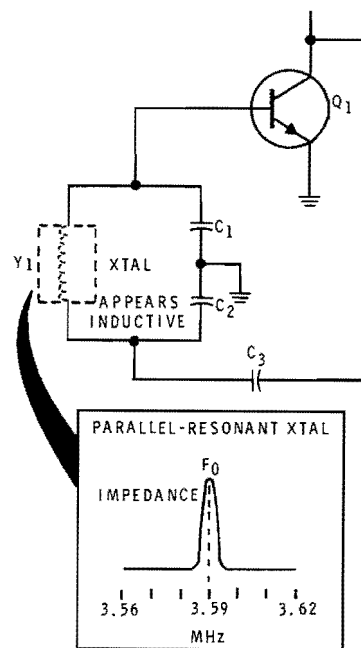 Q1
Y1
XTAL
C1
APPEARS
INDUCTIVE
C2
C3
PARALLEL-RESONANT XTAL
F0
IMPEDANCE
3.56 3.59 3.62
MHz